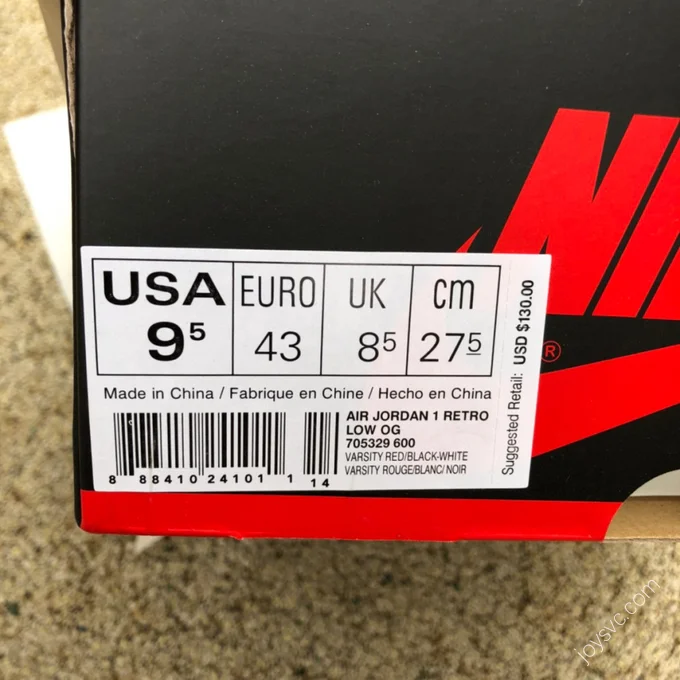 NI
USA EURO UK cm
9⁵ 43 8⁵ 27⁵
®
Made in China / Fabrique en Chine / Hecho en China
AIR JORDAN 1 RETRO
LOW OG
705329 600
VARSITY RED/BLACK-WHITE
VARSITY ROUGE/BLANC/NOIR
8 88410 24101 1 14
Suggested Retail: USD $130.00
joysvc.com